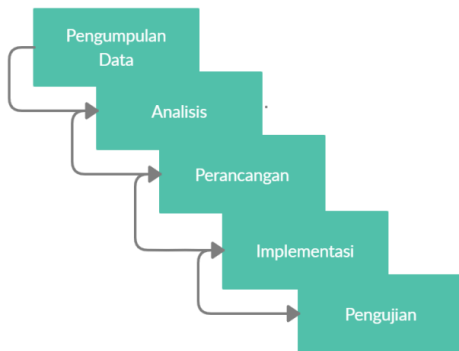 Pengumpulan
Data
Analisis
Perancangan
Implementasi
Pengujian